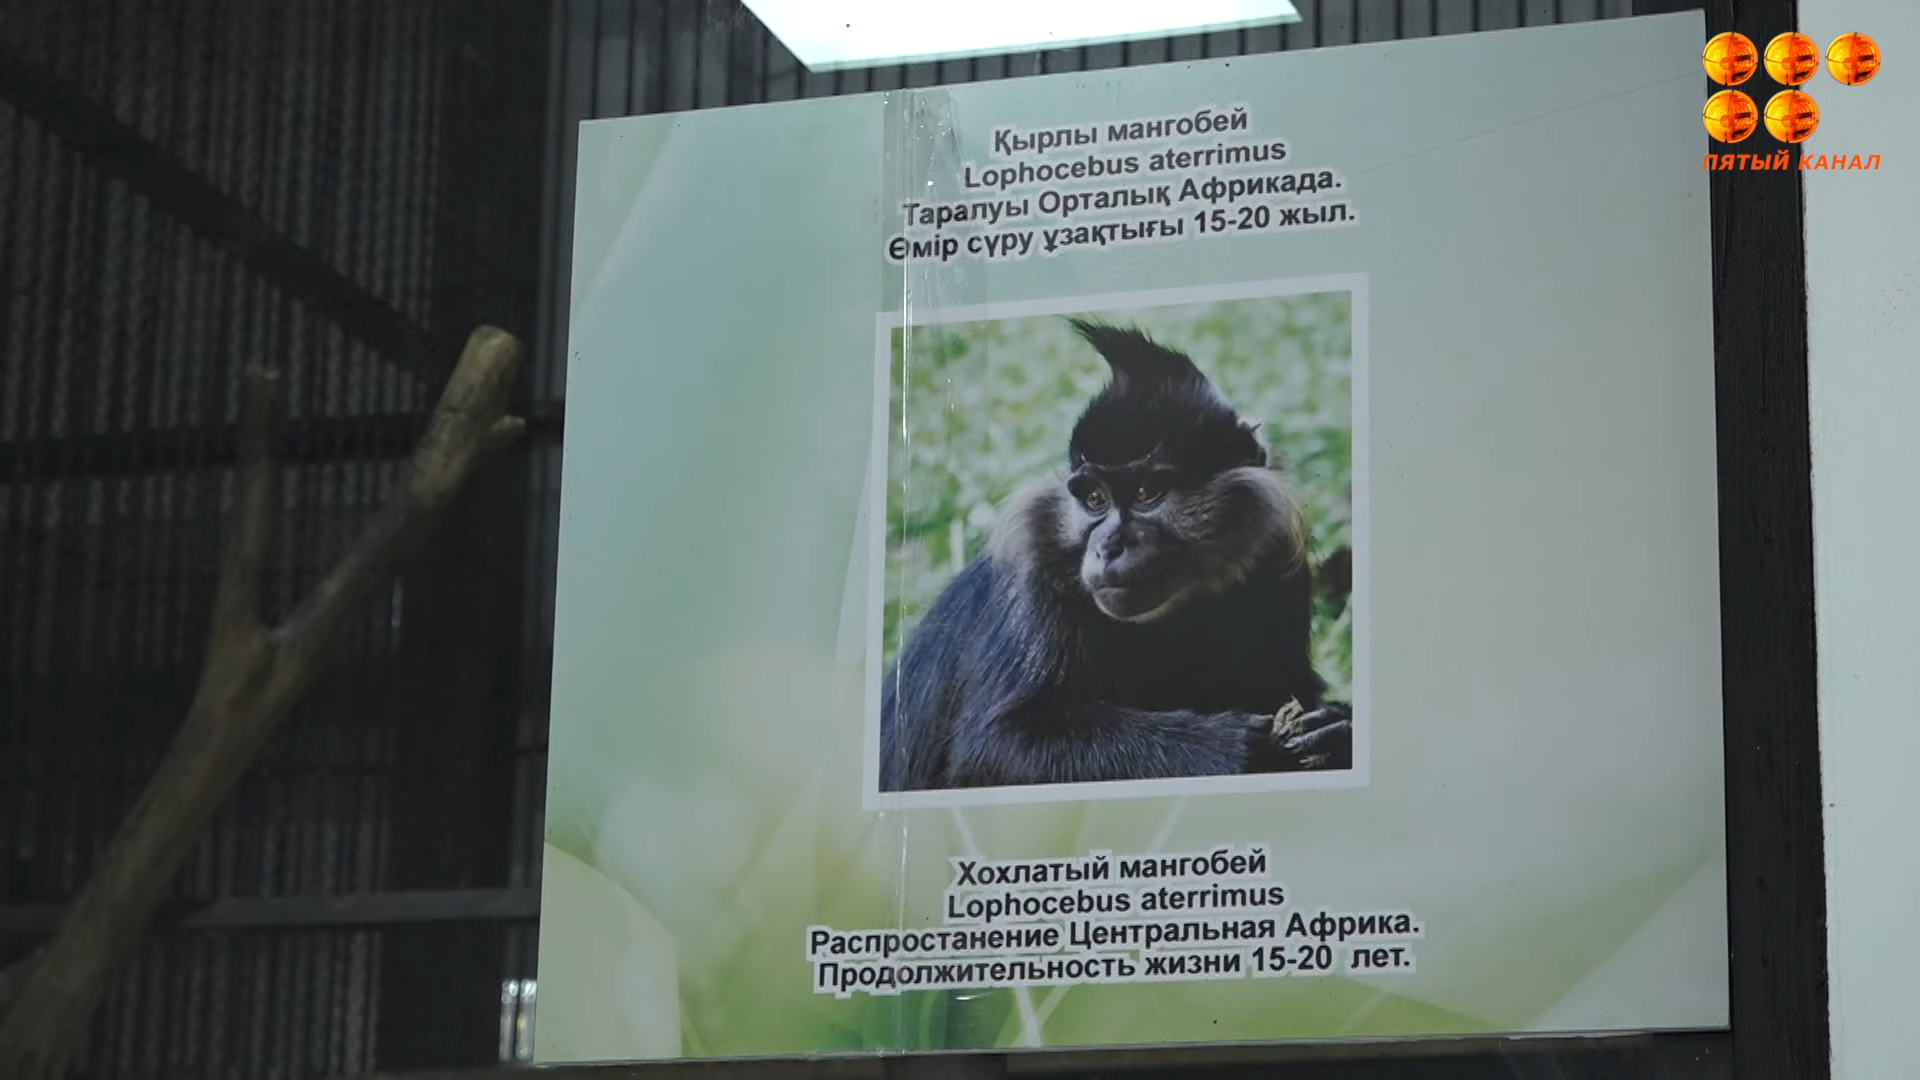 Қырлы мангобей
Lophocebus aterrimus
Таралуы Орталық Африкада.
Өмір сүру ұзақтығы 15-20 жыл.
Хохлатый мангобей
Lophocebus aterrimus
Распростанение Центральная Африка.
Продолжительность жизни 15-20 лет.
ПЯТЫЙ КАНАЛ